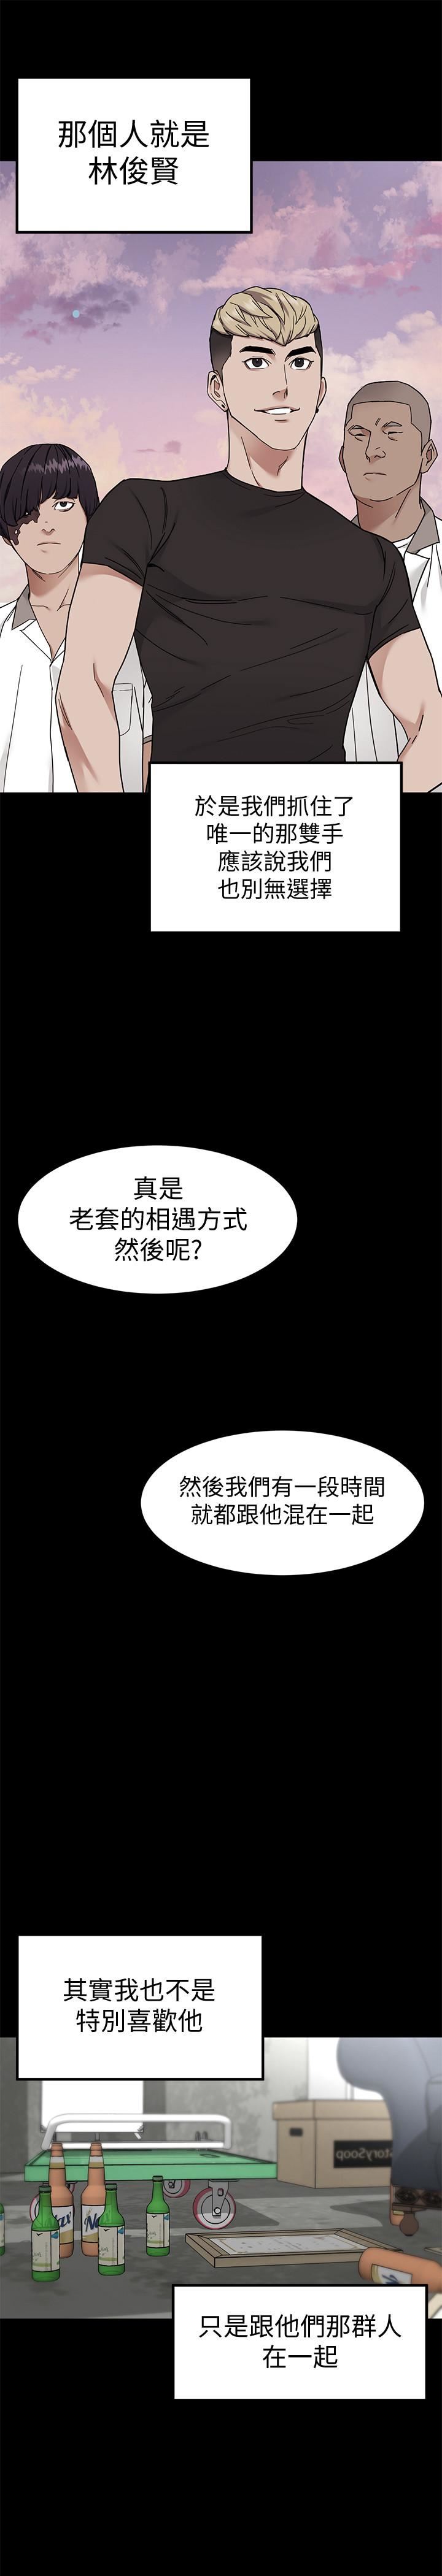 那個人就是
林俊賢
於是我們抓住了
唯一的那雙手
應該說我們
也別無選擇
真是
老套的相遇方式
然後呢?
然後我們有一段時間
就都跟他混在一起
其實我也不是
特別喜歡他
torySoop
只是跟他們那群人
在一起